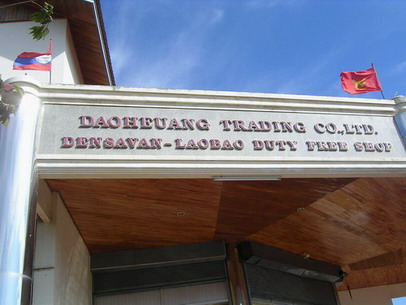 DAOHEUANG TRADING CO.,LTD.
DENSAVAN-LAOBAO DUTY FREE SHOP